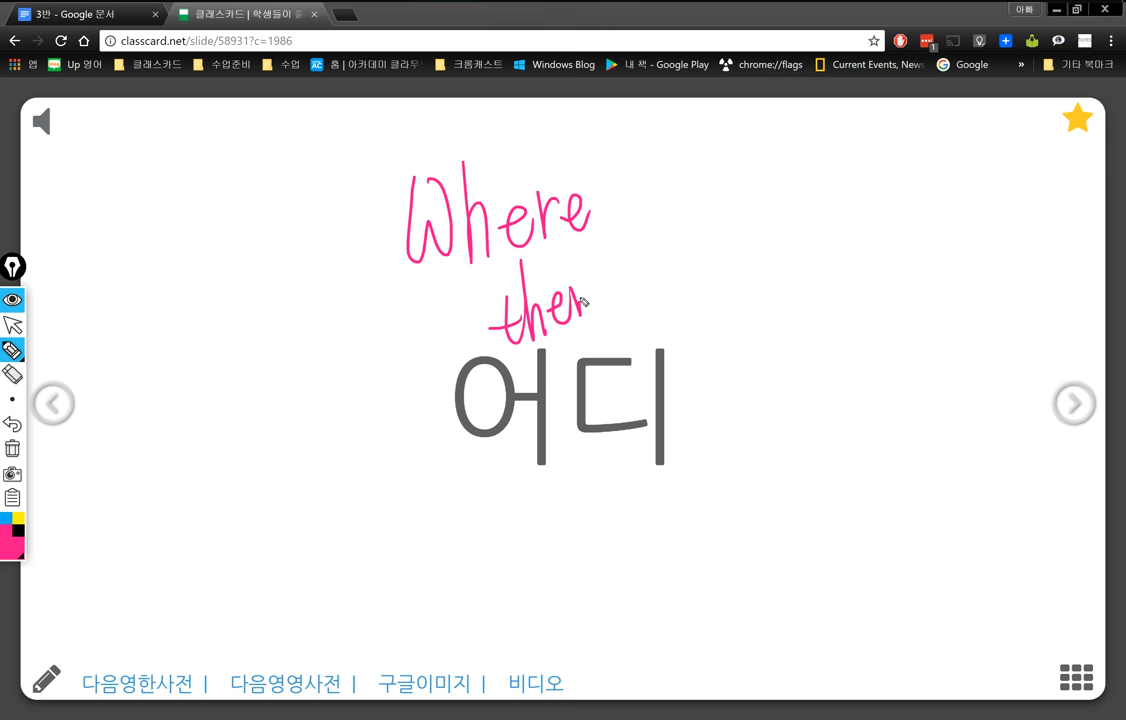 아빠
3반 - Google 문서
클래스카드 | 학생들이 좋
classcard.net/slide/58931?c=1986
앱
Up 영어
클래스카드
수업준비
수업
홈 | 아카데미 클라우
크롬캐스트
Windows Blog
내 책 - Google Play
chrome://flags
Current Events, News
Google
»
기타 북마크
Where
ther
어디
다음영한사전 |
다음영영사전 |
구글이미지 |
비디오